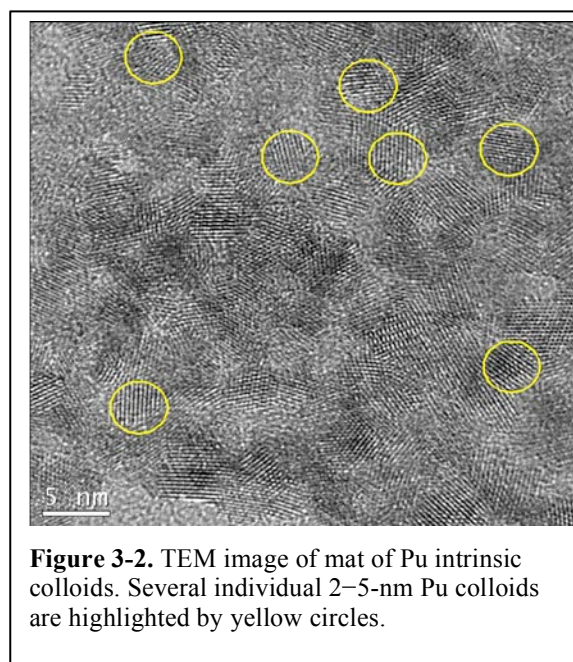 5 nm
Figure 3-2. TEM image of mat of Pu intrinsic
colloids. Several individual 2−5-nm Pu colloids
are highlighted by yellow circles.